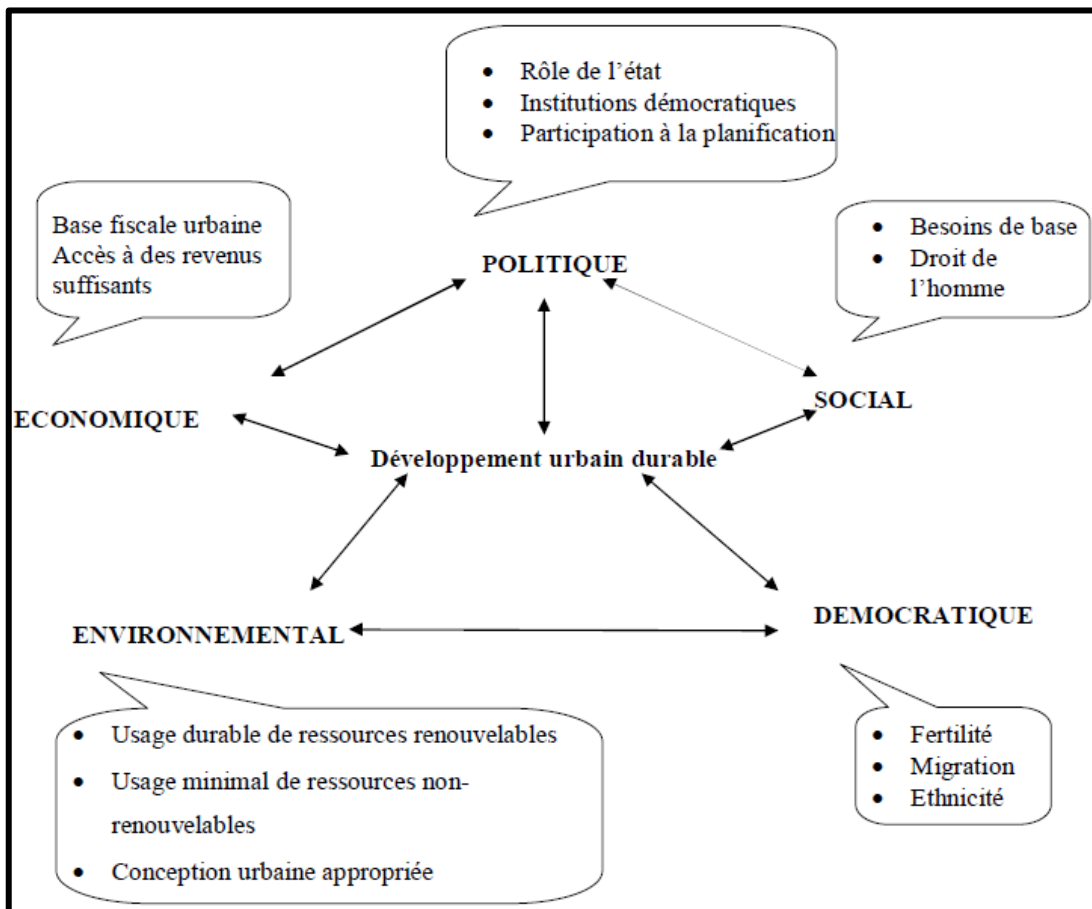 • Rôle de l’état
• Institutions démocratiques
• Participation à la planification
Base fiscale urbaine
Accès à des revenus
suffisants
• Besoins de base
• Droit de
l’homme
POLITIQUE
ECONOMIQUE
SOCIAL
Développement urbain durable
ENVIRONNEMENTAL
DEMOCRATIQUE
• Usage durable de ressources renouvelables
• Usage minimal de ressources non-
renouvelables
• Conception urbaine appropriée
• Fertilité
• Migration
• Ethnicité